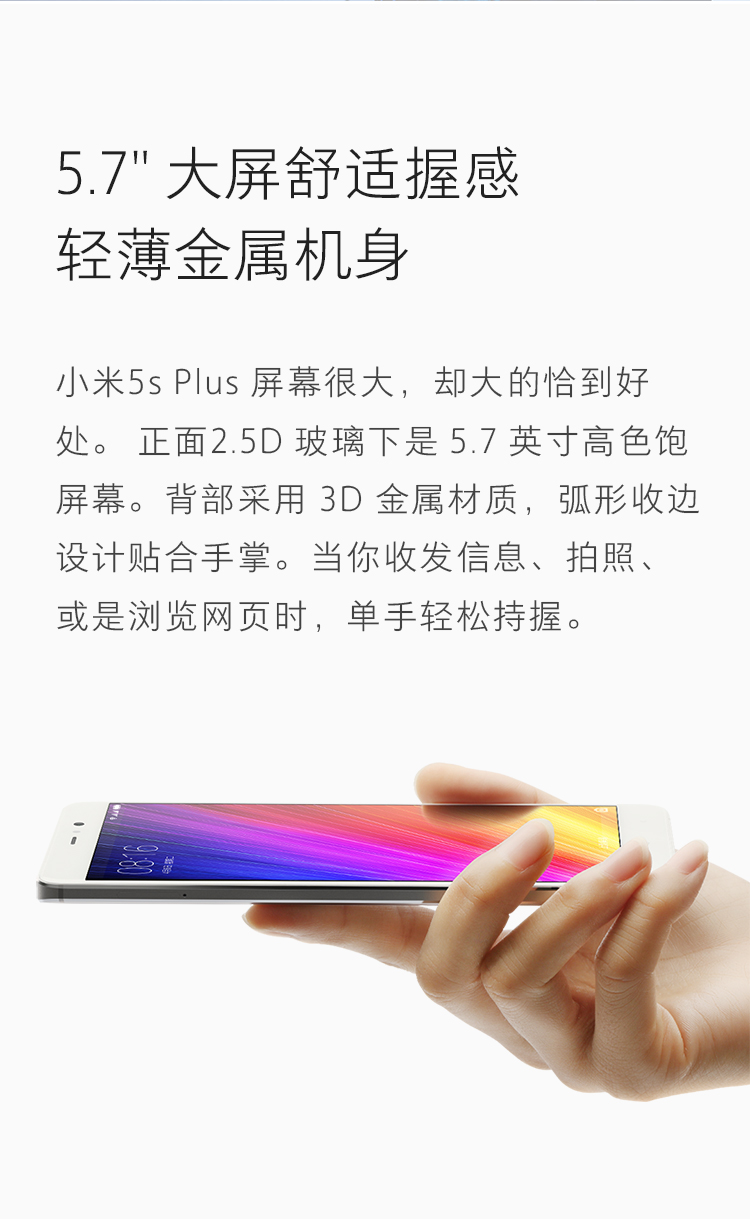 5.7" 大屏舒适握感
轻薄金属机身
小米5s Plus 屏幕很大，却大的恰到好
处。 正面2.5D 玻璃下是 5.7 英寸高色饱
屏幕。背部采用 3D 金属材质，弧形收边
设计贴合手掌。当你收发信息、拍照、
或是浏览网页时，单手轻松持握。
08:16